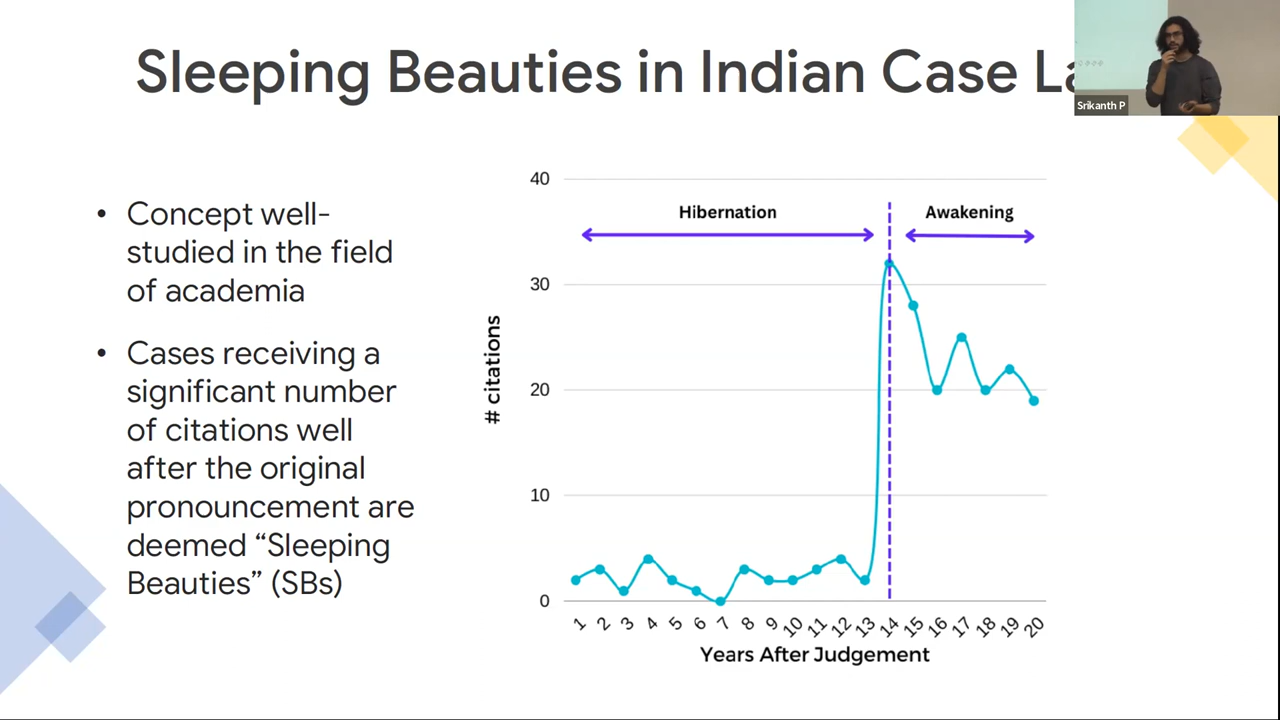 Sleeping Beauties in Indian Case La
Srikanth P
• Concept well-
studied in the field
of academia
• Cases receiving a
significant number
of citations well
after the original
pronouncement are
deemed “Sleeping
Beauties” (SBs)
40
30
20
10
0
# citations
Hibernation
Awakening
1
2
3
4
5
6
7
8
9
10
11
12
13
14
15
16
17
18
19
20
Years After Judgement